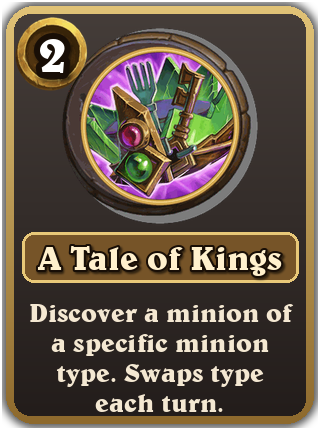 2
A Tale of Kings
Discover a minion of
a specific minion
type. Swaps type
each turn.